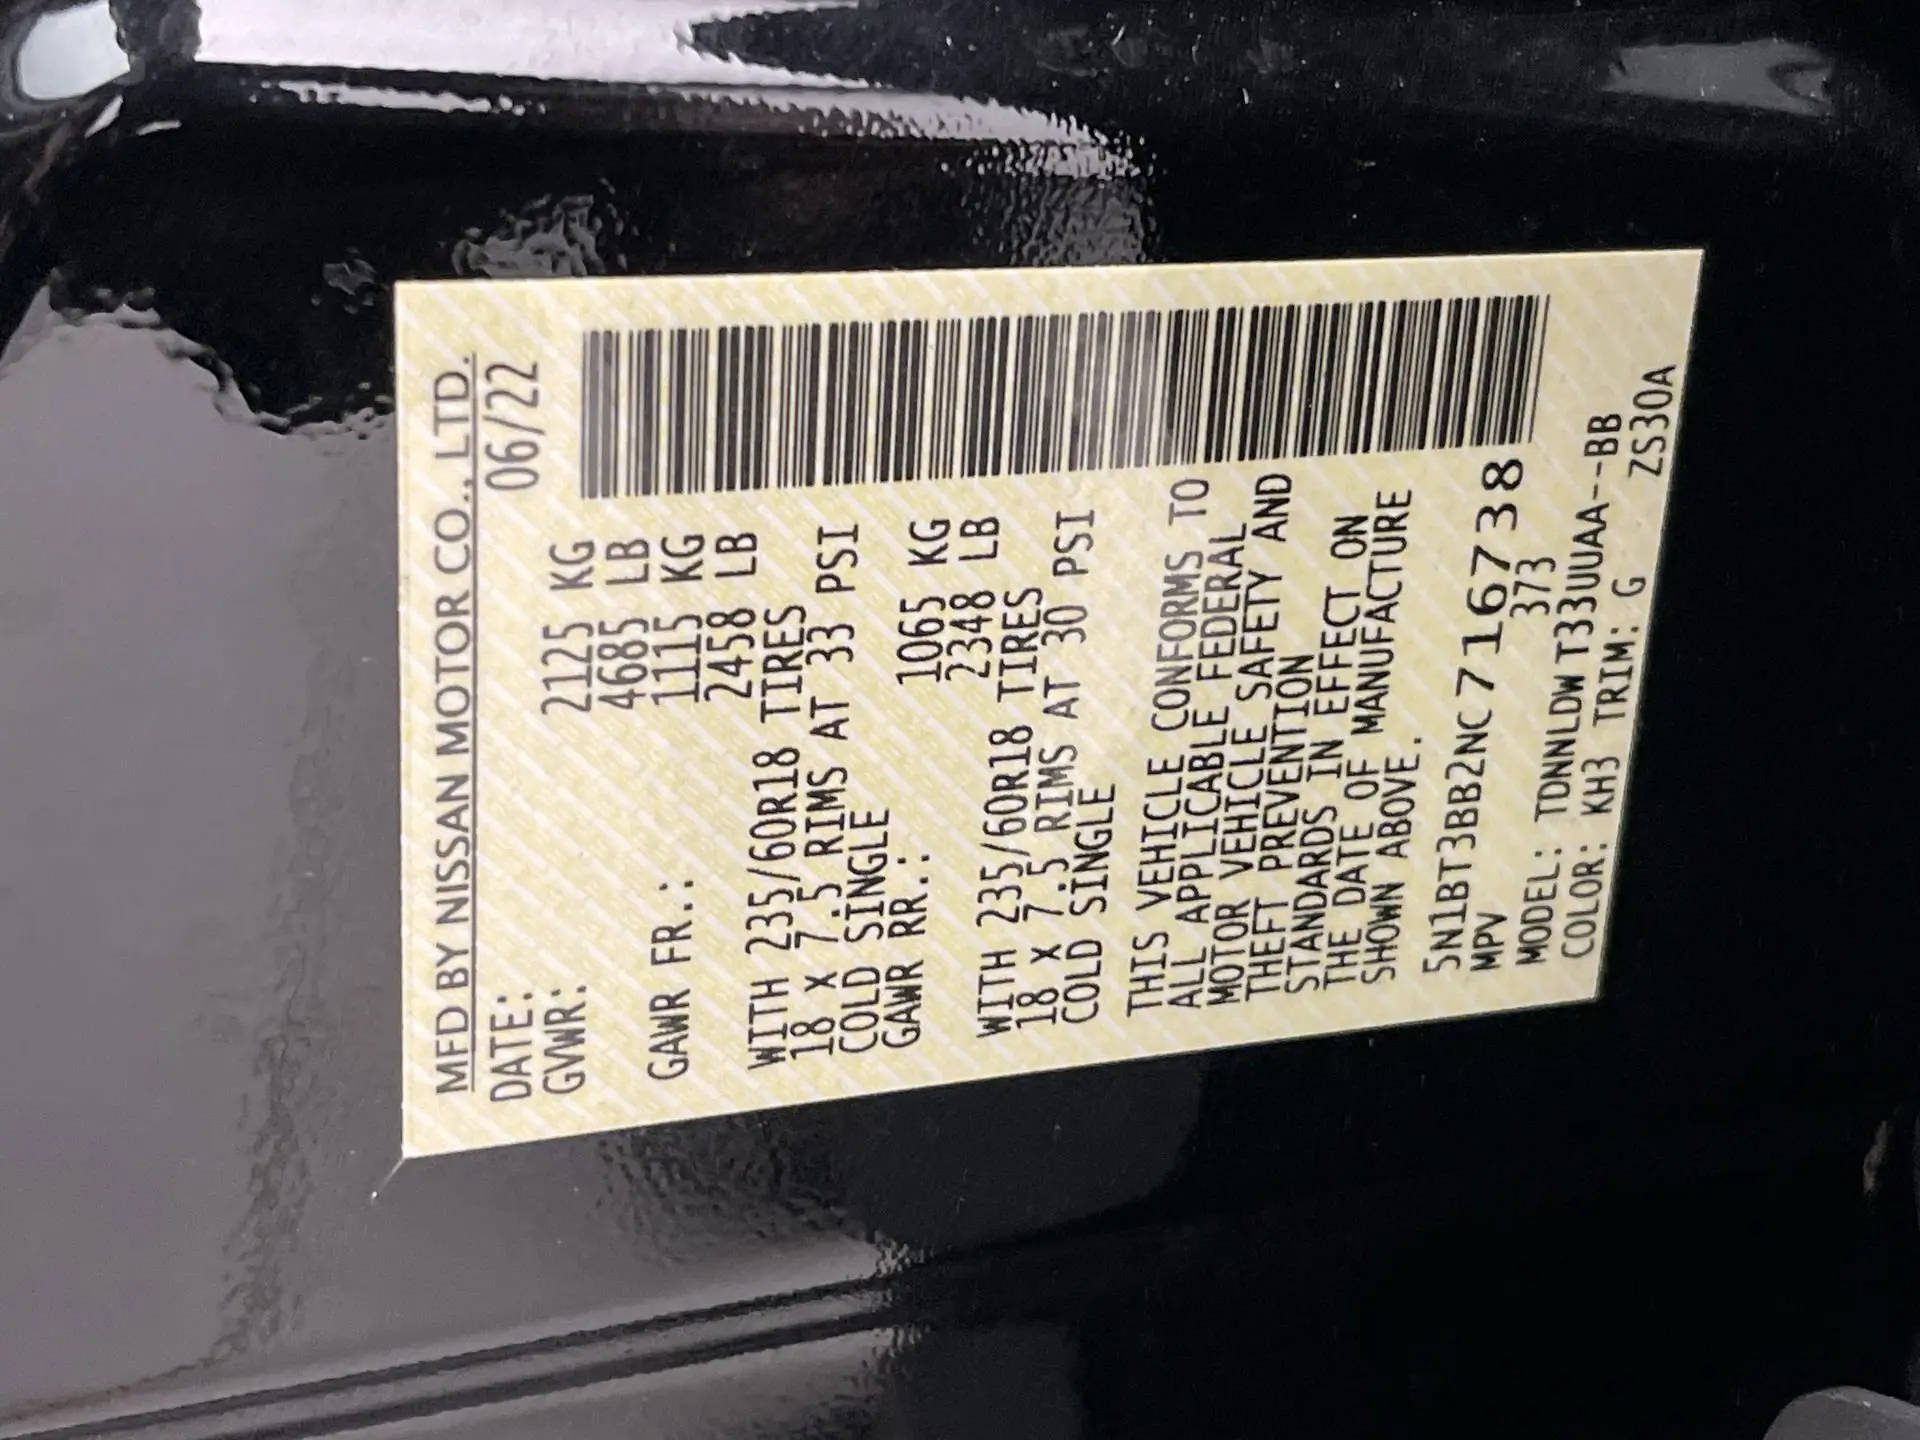 MFD BY NISSAN MOTOR CO., LTD.
DATE: 06/22
GVWR: 2125 KG
4685 LB
GAWR FR.: 1115 KG
2458 LB
WITH 235/60R18 TIRES
18 X 7.5 RIMS AT 33 PSI
COLD SINGLE
GAWR RR.: 1065 KG
2348 LB
WITH 235/60R18 TIRES
18 X 7.5 RIMS AT 30 PSI
COLD SINGLE
THIS VEHICLE CONFORMS TO
ALL APPLICABLE FEDERAL
MOTOR VEHICLE SAFETY AND
THEFT PREVENTION
STANDARDS IN EFFECT ON
THE DATE OF MANUFACTURE
SHOWN ABOVE.
5N1BT3BB2NC716738
MPV 373
MODEL: TDNNLDW T33UUAA--BB
COLOR: KH3 TRIM: G ZS30A